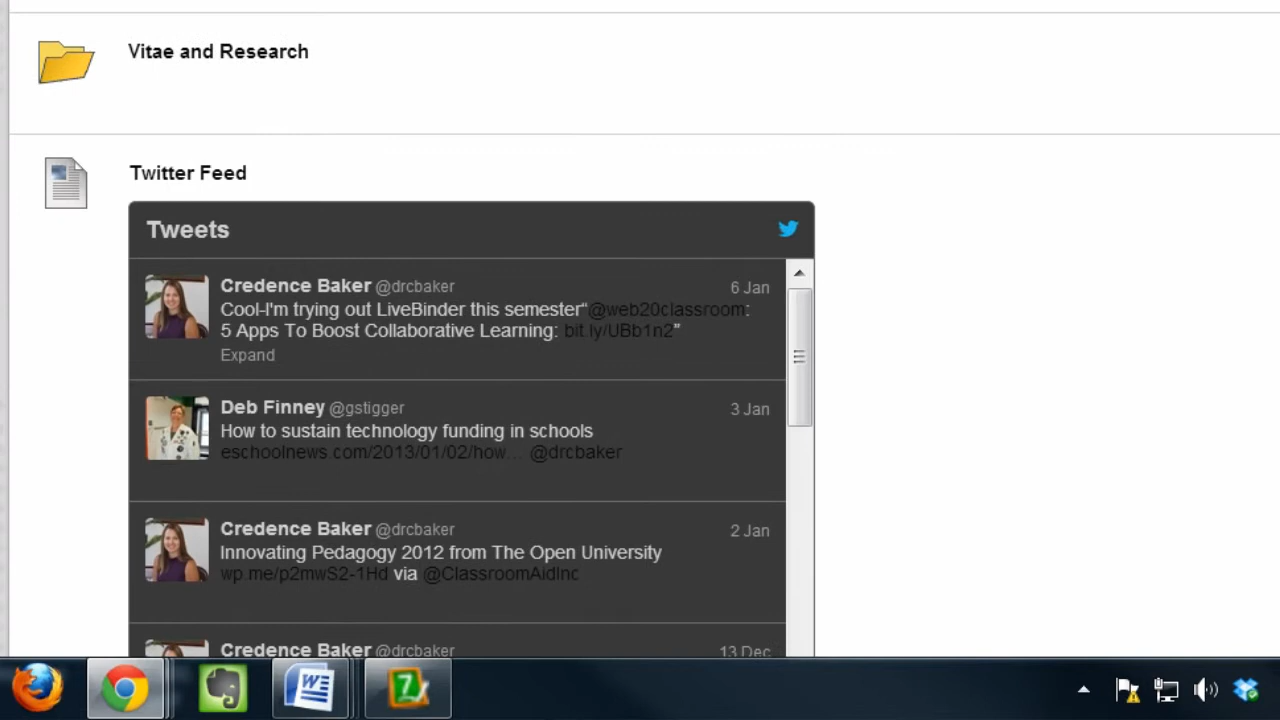 Vitae and Research
Twitter Feed
Tweets
Credence Baker @drcbaker 6 Jan
Cool-I'm trying out LiveBinder this semester“@web20classroom:
5 Apps To Boost Collaborative Learning: bit.ly/UBb1n2”
Expand
Deb Finney @gstigger 3 Jan
How to sustain technology funding in schools
eschoolnews.com/2013/01/02/how… @drcbaker
Credence Baker @drcbaker 2 Jan
Innovating Pedagogy 2012 from The Open University
wp.me/p2mwS2-1Hd via @ClassroomAidInc
Credence Baker @drcbaker 13 Dec
W
7